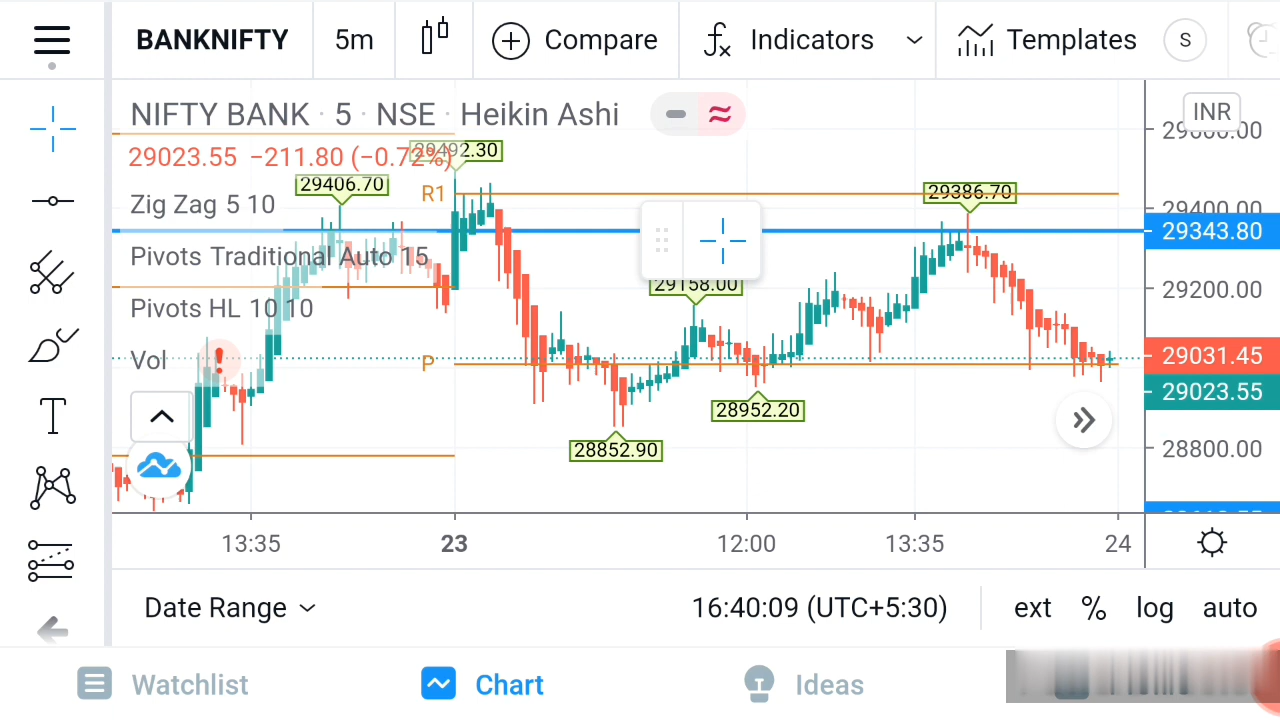 BANKNIFTY 5m Compare Indicators Templates S
NIFTY BANK · 5 · NSE · Heikin Ashi
INR
29023.55 −211.80 (−0.72%)
29406.70
Zig Zag 5 10
R1
29386.70
29400.00
29343.80
Pivots Traditional Auto 15
29158.00
29200.00
Pivots HL 10 10
Vol
P
29031.45
29023.55
28952.20
28852.90
28800.00
13:35 23 12:00 13:35 24
Date Range 16:40:09 (UTC+5:30) ext % log auto
Watchlist Chart Ideas